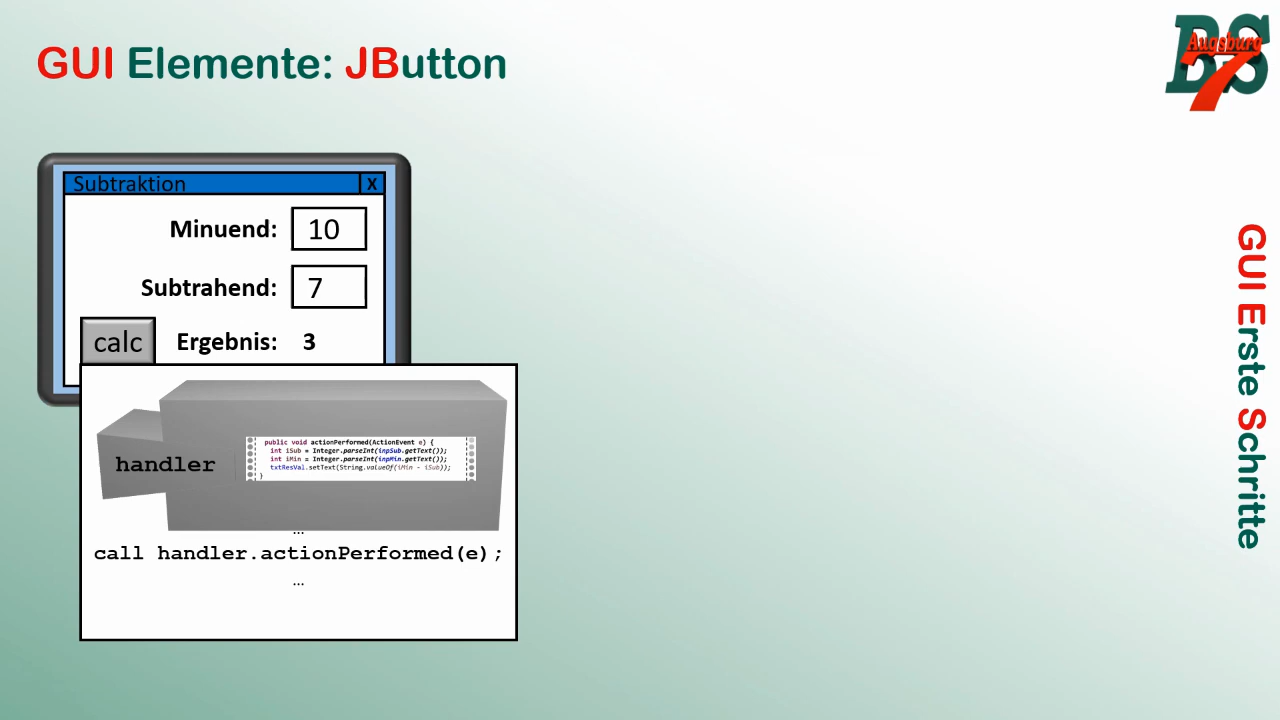 GUI Elemente: JButton
BS
Augsburg
7
Subtraktion
X
Minuend: 10
Subtrahend: 7
calc Ergebnis: 3
public void actionPerformed(ActionEvent e) {
int iSub = Integer.parseInt(inpSub.getText());
int iMin = Integer.parseInt(inpMin.getText());
txtResVal.setText(String.valueOf(iMin - iSub));
}
handler
...
call handler.actionPerformed(e);
...
GUI Erste Schritte